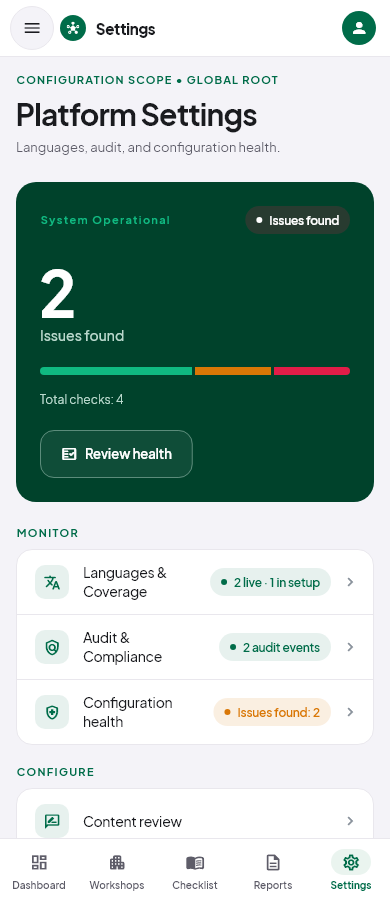 Settings
CONFIGURATION SCOPE • GLOBAL ROOT
Platform Settings
Languages, audit, and configuration health.
System Operational
Issues found
2
Issues found
Total checks: 4
Review health
MONITOR
Languages &
Coverage
2 live · 1 in setup
Audit &
Compliance
2 audit events
Configuration
health
Issues found: 2
CONFIGURE
Content review
Dashboard
Workshops
Checklist
Reports
Settings